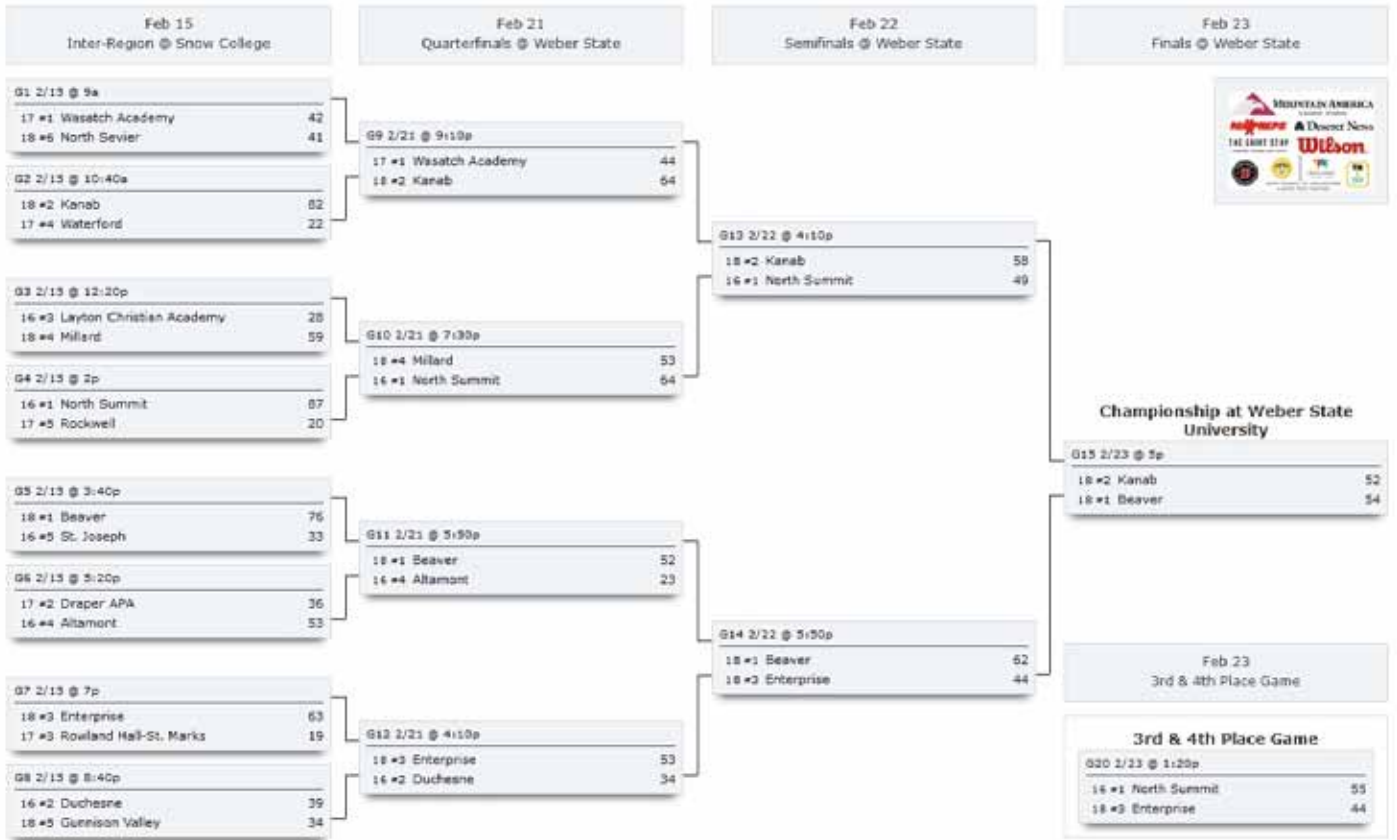 Feb 15
Inter-Region @ Snow College
Feb 21
Quarterfinals @ Weber State
Feb 22
Semifinals @ Weber State
Feb 23
Finals @ Weber State
G1 2/15 @ 9a
17 #1 Wasatch Academy 42
18 #6 North Sevier 41
G2 2/15 @ 10:40a
18 #2 Kanab 82
17 #4 Waterford 22
G3 2/15 @ 12:20p
16 #3 Layton Christian Academy 28
18 #4 Millard 59
G4 2/15 @ 2p
16 #1 North Summit 87
17 #5 Rockwell 20
G5 2/15 @ 3:40p
18 #1 Beaver 76
16 #5 St. Joseph 33
G6 2/15 @ 5:20p
17 #2 Draper APA 36
16 #4 Altamont 53
G7 2/15 @ 7p
18 #3 Enterprise 63
17 #3 Rowland Hall-St. Marks 19
G8 2/15 @ 8:40p
16 #2 Duchesne 39
18 #5 Gunnison Valley 34
G9 2/21 @ 9:10p
17 #1 Wasatch Academy 44
18 #2 Kanab 64
G10 2/21 @ 7:30p
18 #4 Millard 53
16 #1 North Summit 64
G11 2/21 @ 5:50p
18 #1 Beaver 52
16 #4 Altamont 23
G12 2/21 @ 4:10p
18 #3 Enterprise 53
16 #2 Duchesne 34
G13 2/22 @ 4:10p
18 #2 Kanab 58
16 #1 North Summit 49
G14 2/22 @ 5:50p
18 #1 Beaver 62
18 #3 Enterprise 44
MOUNTAIN AMERICA
Deseret News
THE SHIRT STOP Wilson
Championship at Weber State
University
G15 2/23 @ 5p
18 #2 Kanab 52
18 #1 Beaver 54
Feb 23
3rd & 4th Place Game
3rd & 4th Place Game
G20 2/23 @ 1:20p
16 #1 North Summit 55
18 #3 Enterprise 44